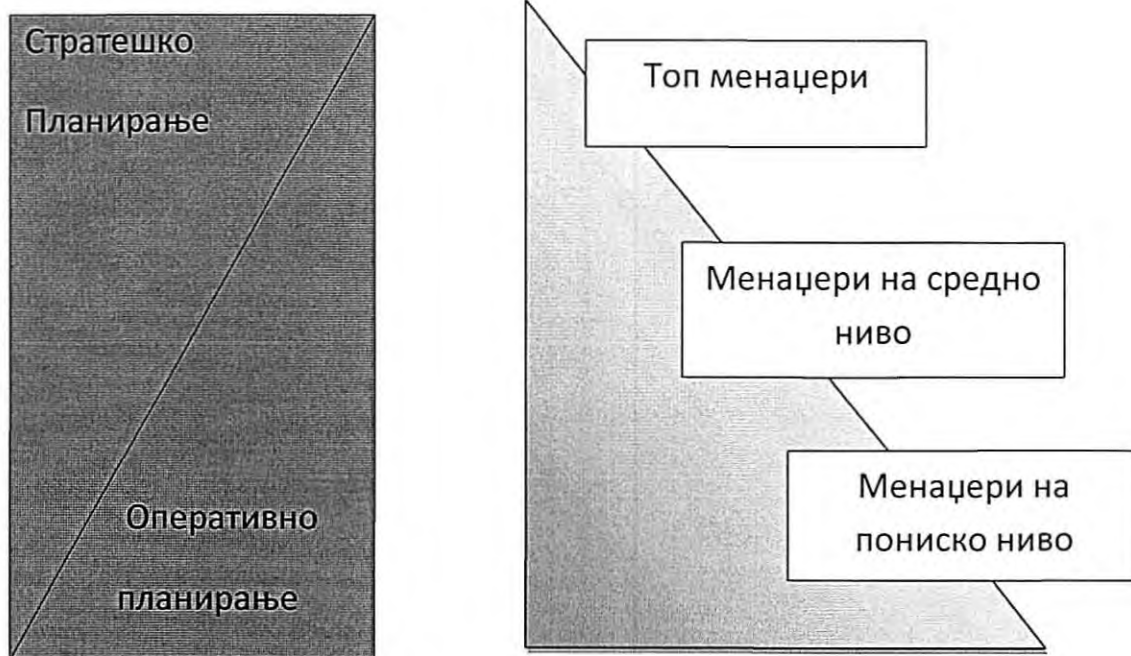 Стратешко
Планирање
Оперативно
планирање
Топ менаџери
Менаџери на средно
ниво
Менаџери на
пониско ниво